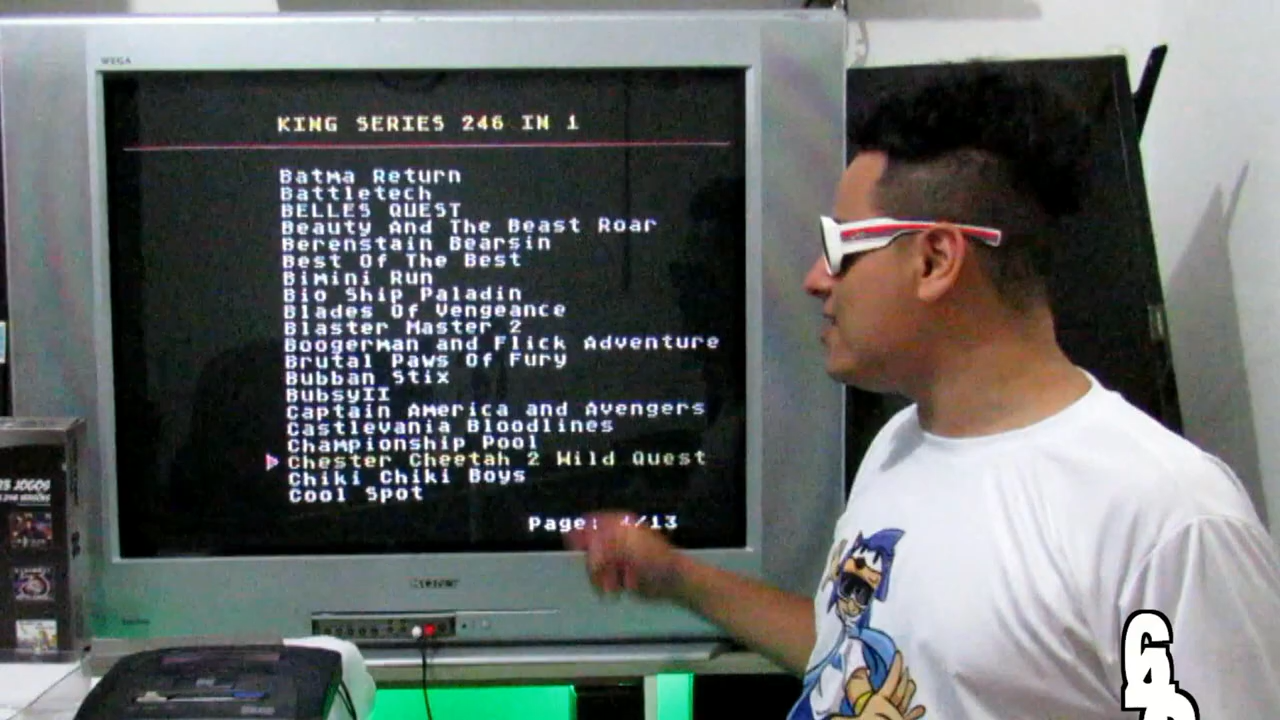 WEGA
KING SERIES 246 IN 1
Batma Return
Battletech
BELLES QUEST
Beauty And The Beast Roar
Berenstain Bearsin
Best Of The Best
Bimini Run
Bio Ship Paladin
Blades Of Vengeance
Blaster Master 2
Boogerman and Flick Adventure
Brutal Paws Of Fury
Bubban Stix
BubsyII
Captain America and Avengers
Castlevania Bloodlines
Championship Pool
Chester Cheetah 2 Wild Quest
Chiki Chiki Boys
Cool Spot
Page: /13
JOGOS